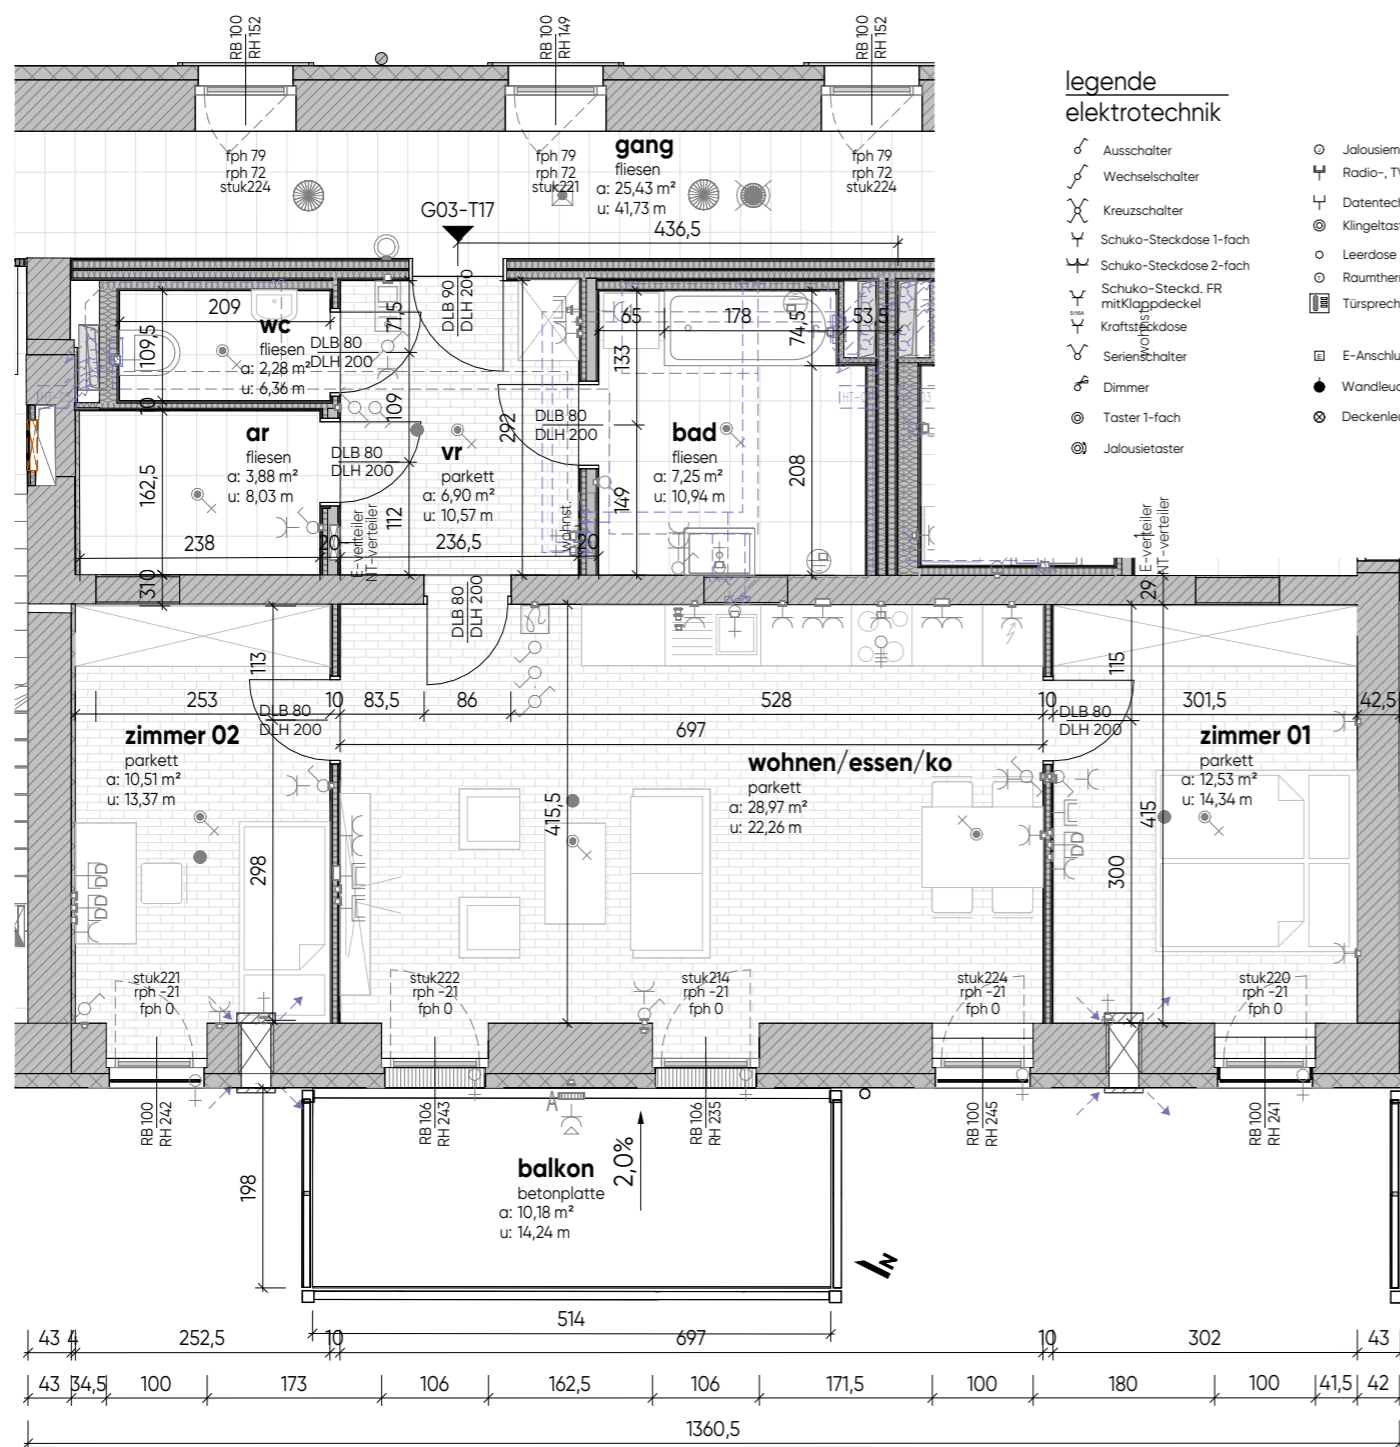 RB 100
RH 152
RB 100
RH 149
RB 100
RH 152
legende
elektrotechnik
Ausschalter
Wechselschalter
Kreuzschalter
Schuko-Steckdose 1-fach
Schuko-Steckdose 2-fach
Schuko-Steckd. FR
mitKlappdeckel
Kraftsteckdose
Serienschalter
Dimmer
Taster 1-fach
Jalousietaster
Jalousiem
Radio-, TV
Datentech
Klingeltas
Leerdose
Raumther
Türsprech
E-Anschlu
Wandleuc
Deckenleu
wohnst.
fph 79
rph 72
stuk224
fph 79
rph 72
stuk221
gang
fliesen
a: 25,43 m²
u: 41,73 m
fph 79
rph 72
stuk224
G03-T17
436,5
DLB 90
DLH 200
209
109,5
wc
fliesen
a: 2,28 m²
u: 6,36 m
DLB 80
DLH 200
71,5
65
178
53,5
74,5
133
10
109
292
ar
fliesen
a: 3,88 m²
u: 8,03 m
162,5
238
DLB 80
DLH 200
vr
parkett
a: 6,90 m²
u: 10,57 m
112
236,5
20
20
DLB 80
DLH 200
bad
fliesen
a: 7,25 m²
u: 10,94 m
149
208
E-verteiler
NT-verteiler
wohnst.
E-verteiler
NT-verteiler
310
29
DLB 80
DLH 200
113
115
253
10
83,5
86
528
10
301,5
42,5
697
DLB 80
DLH 200
DLB 80
DLH 200
zimmer 02
parkett
a: 10,51 m²
u: 13,37 m
wohnen/essen/ko
parkett
a: 28,97 m²
u: 22,26 m
zimmer 01
parkett
a: 12,53 m²
u: 14,34 m
415,5
415
298
300
stuk221
rph -21
fph 0
stuk222
rph -21
fph 0
stuk214
rph -21
fph 0
stuk224
rph -21
fph 0
stuk220
rph -21
fph 0
RB 100
RH 242
RB 106
RH 243
RB 106
RH 235
RB 100
RH 245
RB 100
RH 241
A
2,0%
198
balkon
betonplatte
a: 10,18 m²
u: 14,24 m
N
514
43 4 252,5 10 697 10 302 43
43 34,5 100 173 106 162,5 106 171,5 100 180 100 41,5 42
1360,5